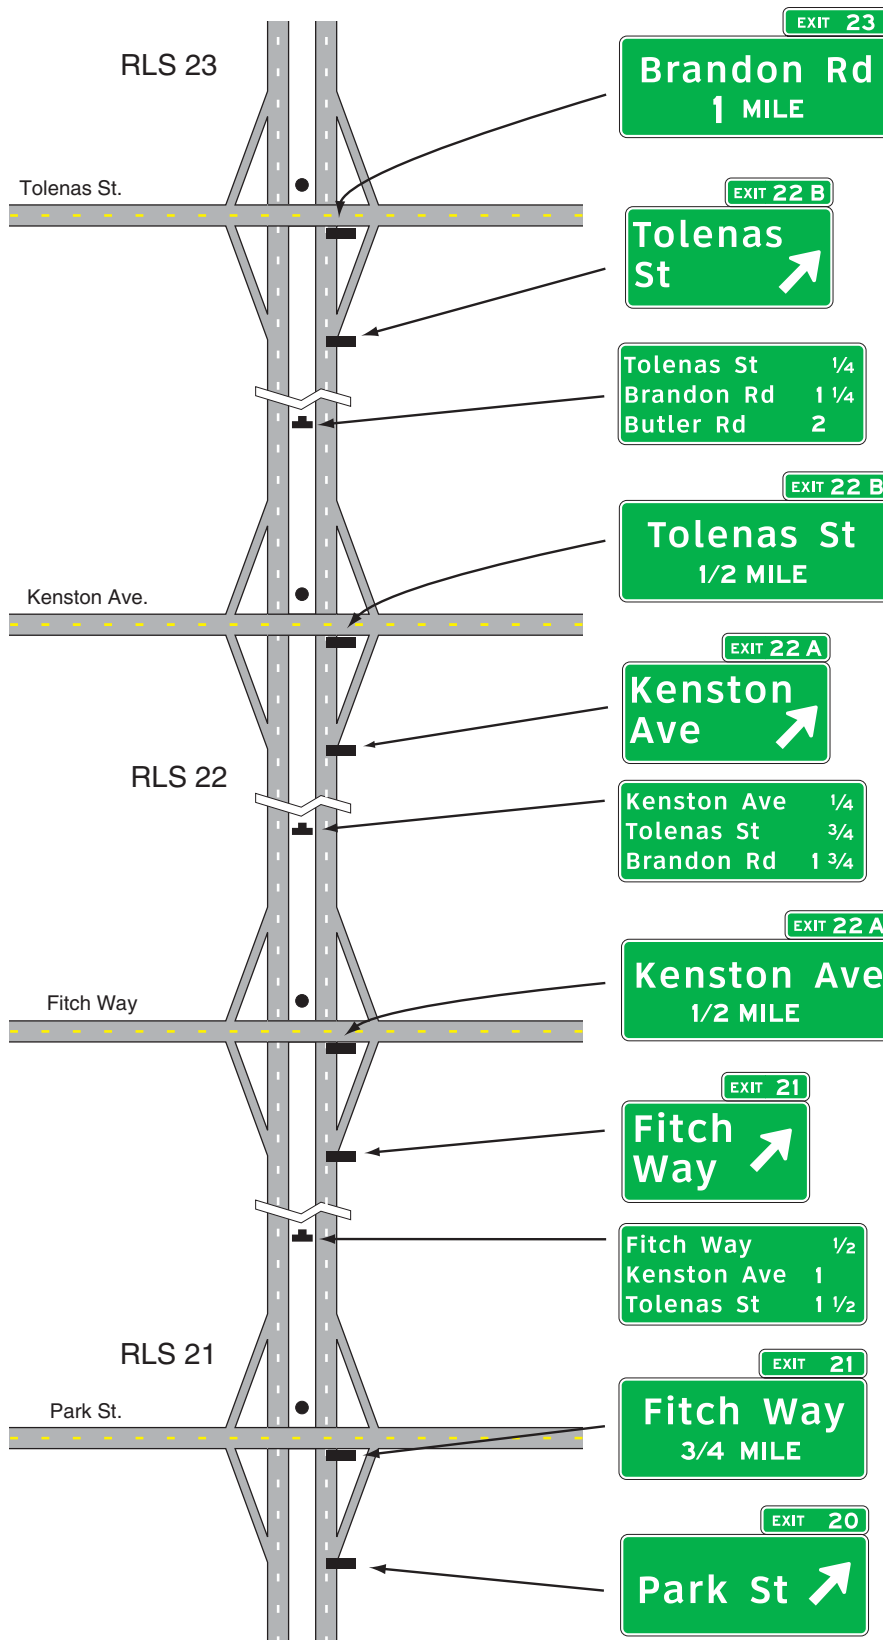 RLS 23
EXIT 23
Brandon Rd
1 MILE
Tolenas St.
EXIT 22 B
Tolenas
St
Tolenas St 1/4
Brandon Rd 1 1/4
Butler Rd 2
EXIT 22 B
Tolenas St
1/2 MILE
Kenston Ave.
EXIT 22 A
Kenston
Ave
RLS 22
Kenston Ave 1/4
Tolenas St 3/4
Brandon Rd 1 3/4
EXIT 22 A
Kenston Ave
1/2 MILE
Fitch Way
EXIT 21
Fitch
Way
Fitch Way 1/2
Kenston Ave 1
Tolenas St 1 1/2
RLS 21
EXIT 21
Fitch Way
3/4 MILE
Park St.
EXIT 20
Park St